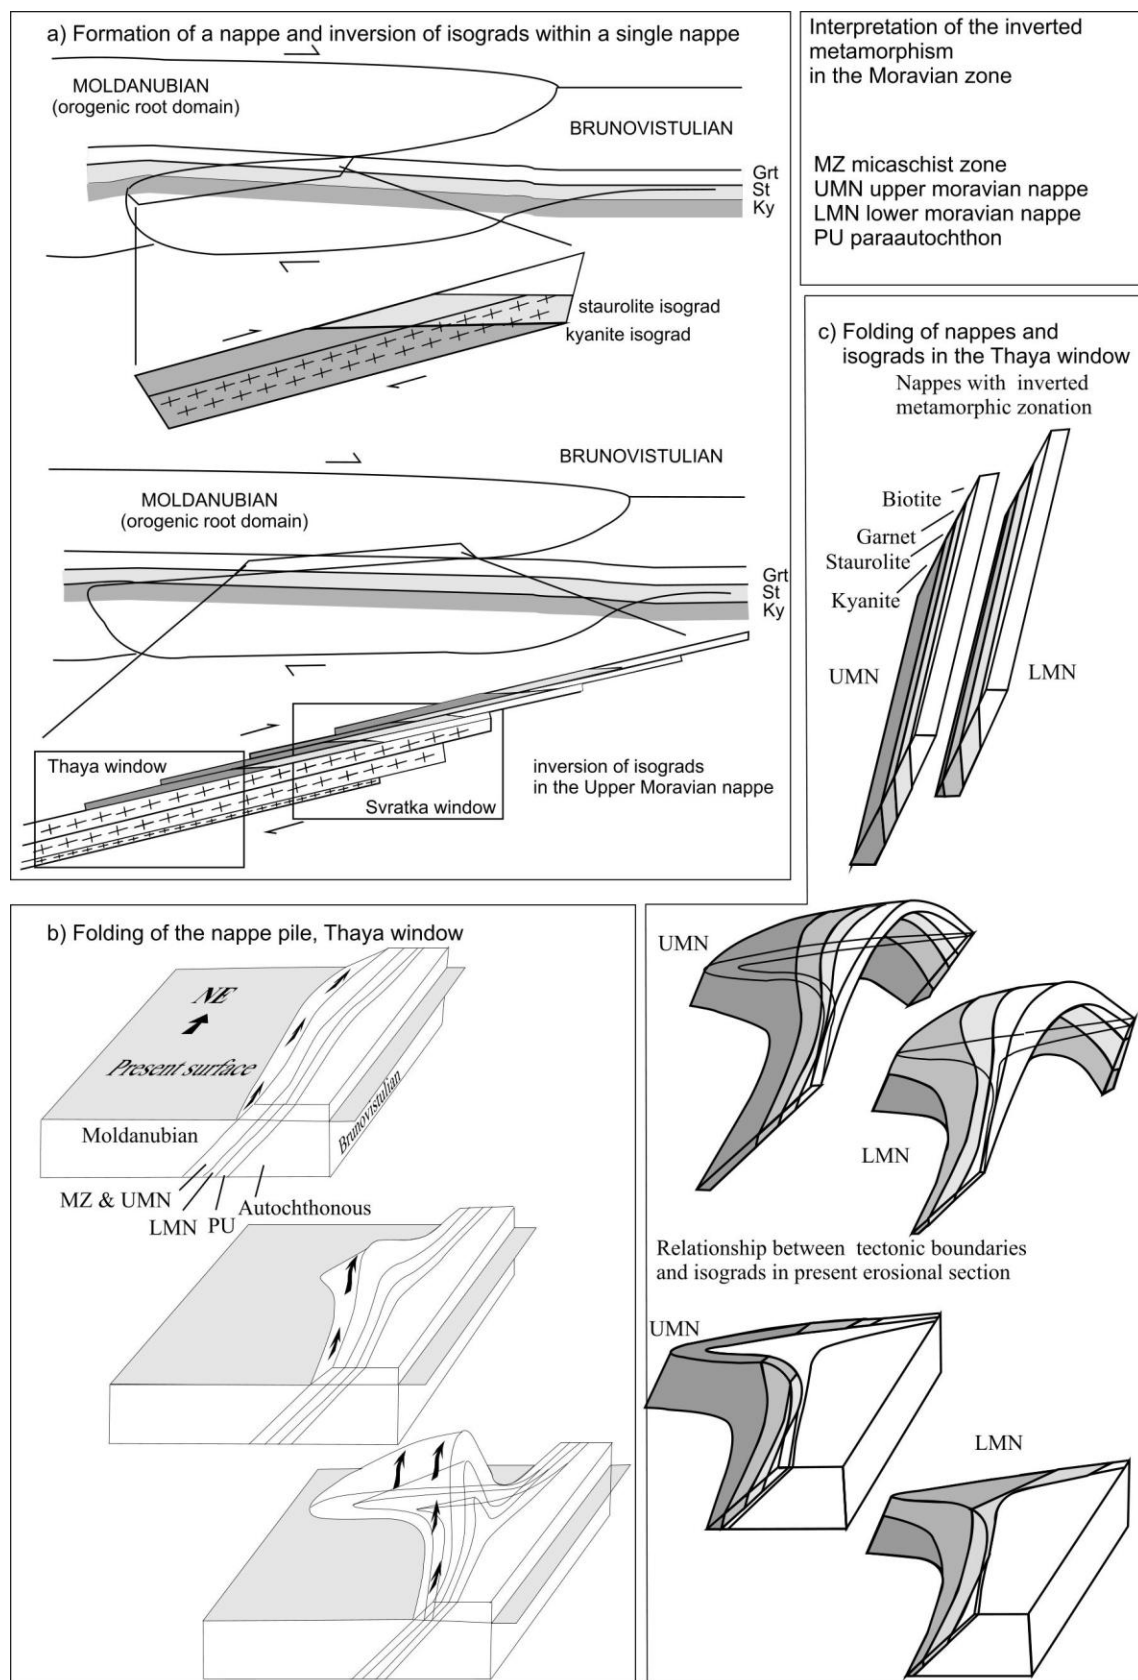 a) Formation of a nappe and inversion of isograds within a single nappe
MOLDANUBIAN
(orogenic root domain)
BRUNOVISTULIAN
Grt
St
Ky
staurolite isograd
kyanite isograd
BRUNOVISTULIAN
MOLDANUBIAN
(orogenic root domain)
Grt
St
Ky
Thaya window
Svratka window
inversion of isograds
in the Upper Moravian nappe
Interpretation of the inverted
metamorphism
in the Moravian zone
MZ micaschist zone
UMN upper moravian nappe
LMN lower moravian nappe
PU paraautochthon
b) Folding of the nappe pile, Thaya window
NE
Present surface
Moldanubian
Brunovistulian
MZ & UMN
LMN
PU
Autochthonous
c) Folding of nappes and
isograds in the Thaya window
Nappes with inverted
metamorphic zonation
Biotite
Garnet
Staurolite
Kyanite
UMN
LMN
UMN
LMN
Relationship between tectonic boundaries
and isograds in present erosional section
UMN
LMN